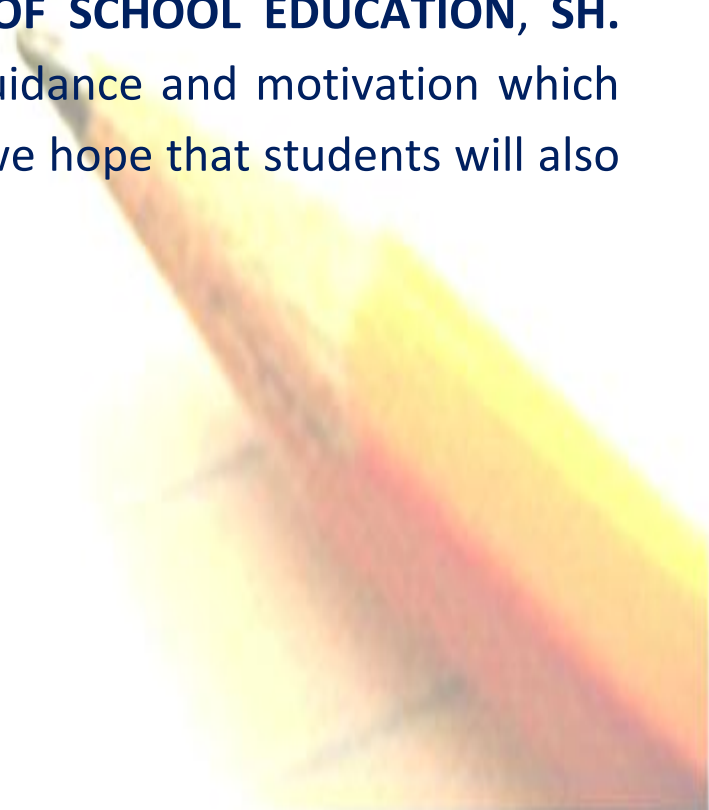 OF SCHOOL EDUCATION, SH.
uidance and motivation which
ve hope that students will also